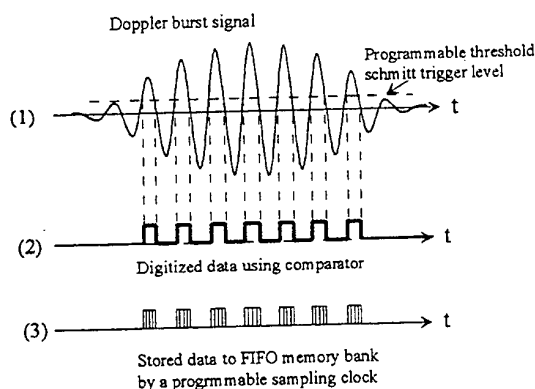 Doppler burst signal
Programmable threshold
schmitt trigger level
(1)
t
(2)
t
Digitized data using comparator
(3)
t
Stored data to FIFO memory bank
by a progrmmable sampling clock